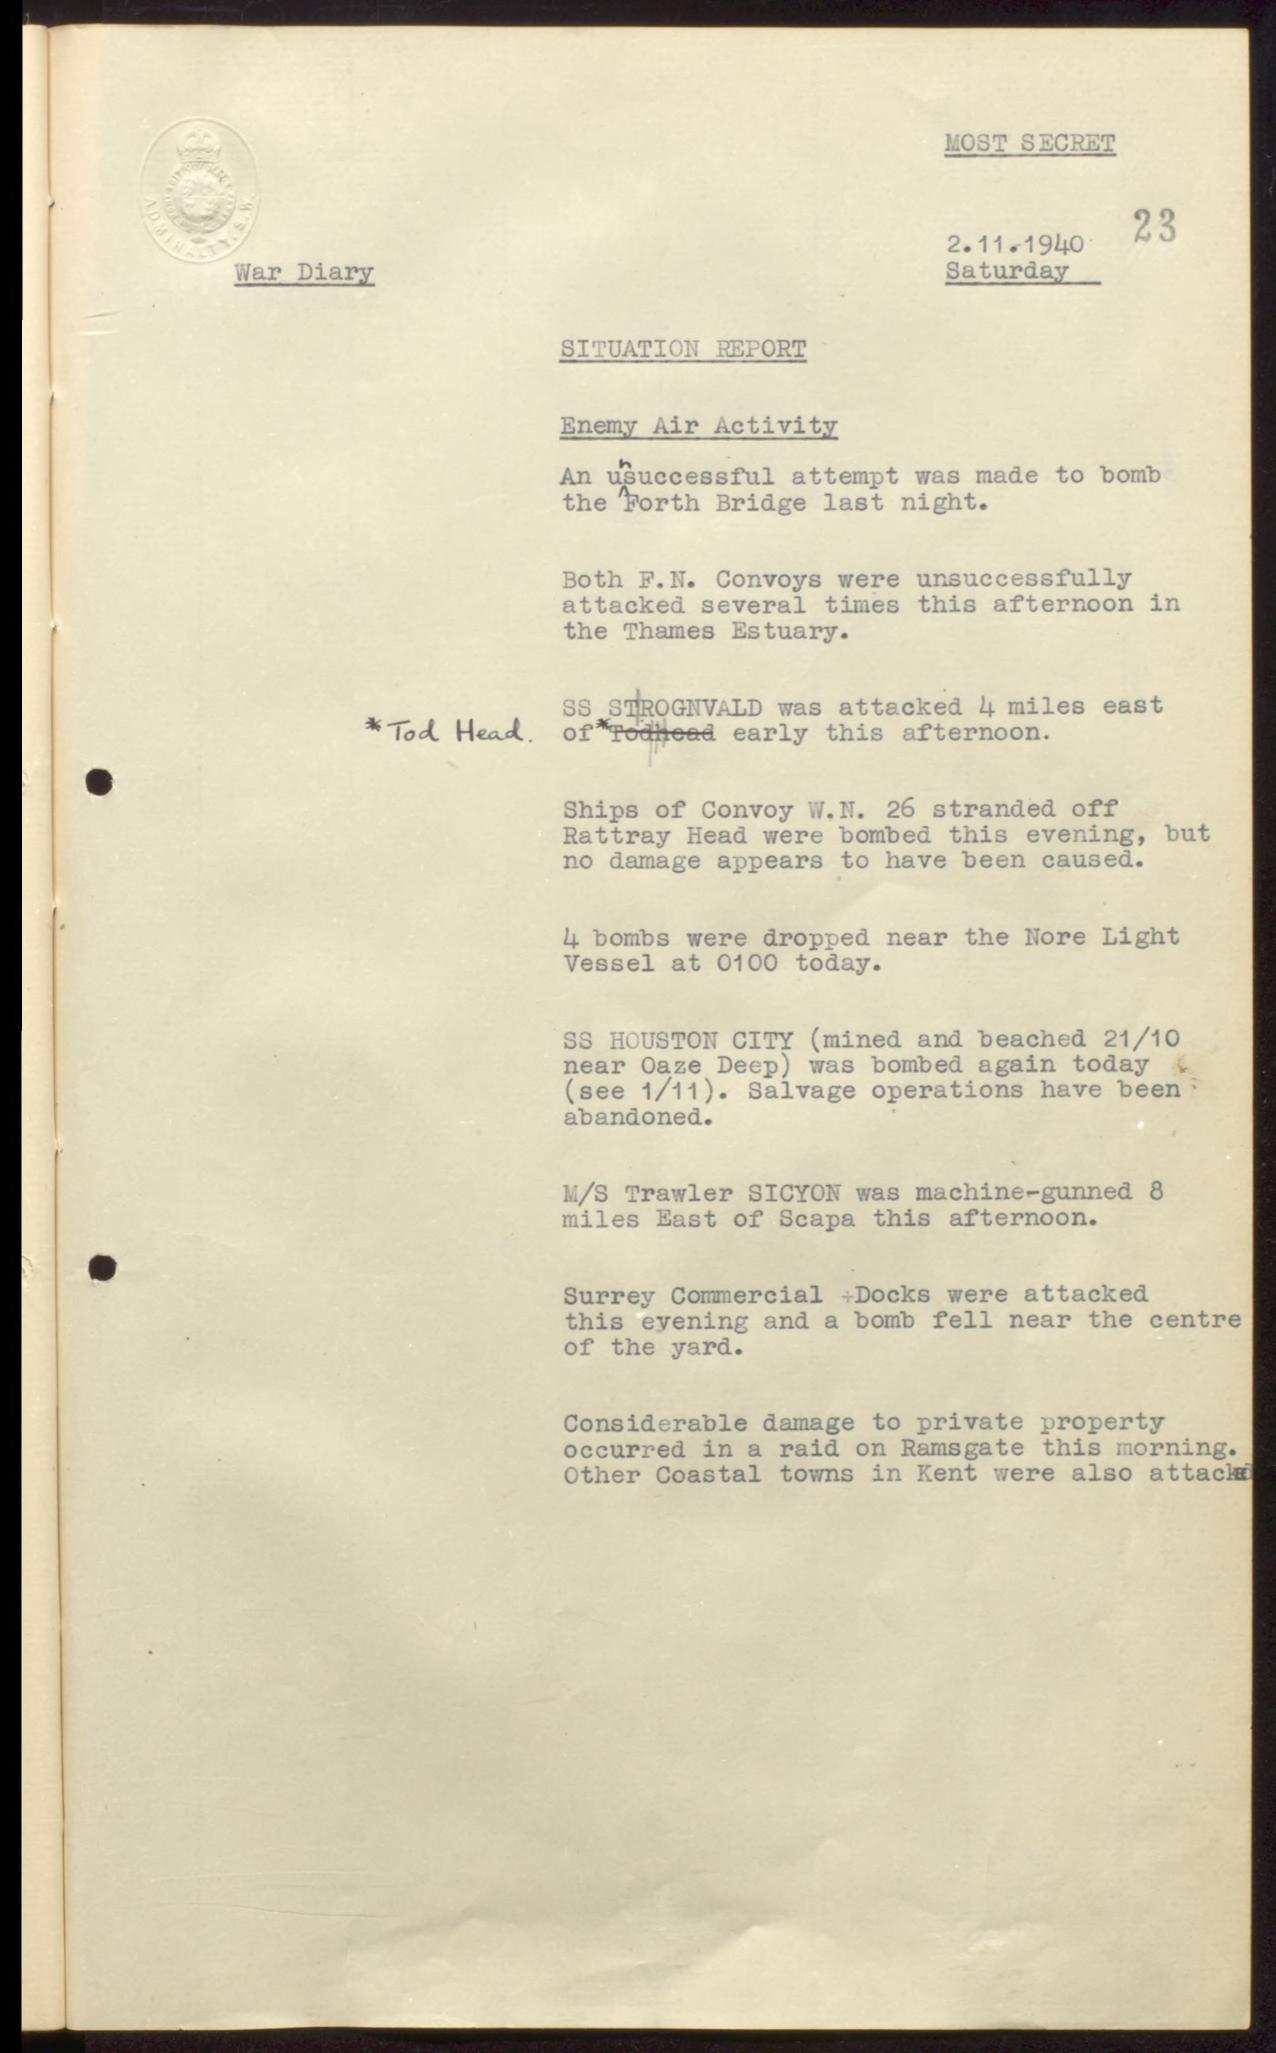 MOST SECRET
23
2.11.1940
Saturday
ADMIRALTY. S.W.
War Diary
SITUATION REPORT
Enemy Air Activity
An unsuccessful attempt was made to bomb
the Forth Bridge last night.
Both F.N. Convoys were unsuccessfully
attacked several times this afternoon in
the Thames Estuary.
SS ST ROGNVALD was attacked 4 miles east
* Tod Head. of * Todhead early this afternoon.
Ships of Convoy W.N. 26 stranded off
Rattray Head were bombed this evening, but
no damage appears to have been caused.
4 bombs were dropped near the Nore Light
Vessel at 0100 today.
SS HOUSTON CITY (mined and beached 21/10
near Oaze Deep) was bombed again today
(see 1/11). Salvage operations have been
abandoned.
M/S Trawler SICYON was machine-gunned 8
miles East of Scapa this afternoon.
Surrey Commercial Docks were attacked
this evening and a bomb fell near the centre
of the yard.
Considerable damage to private property
occurred in a raid on Ramsgate this morning.
Other Coastal towns in Kent were also attacked